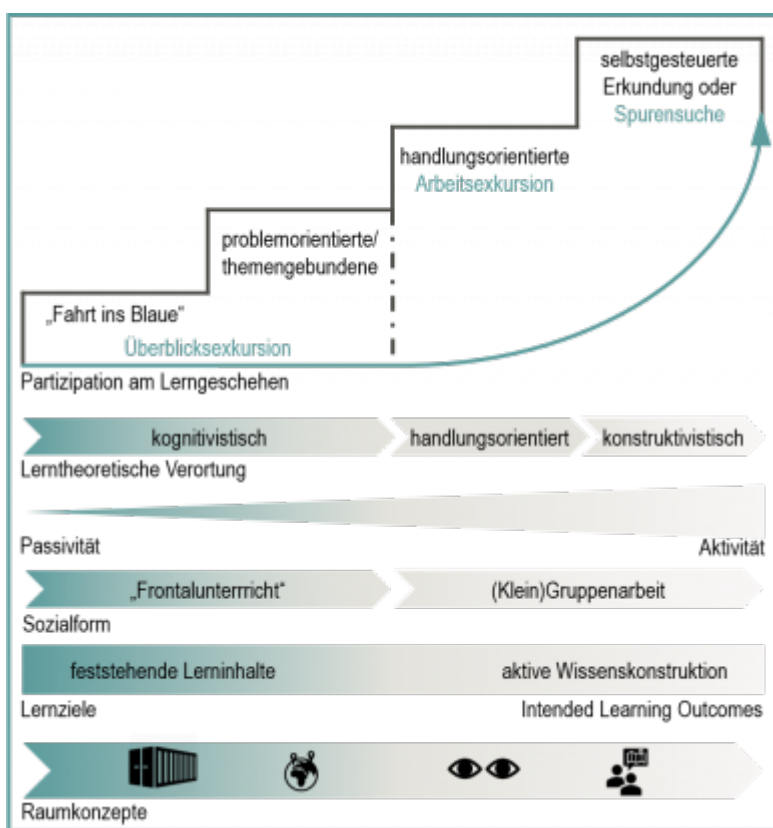 selbstgesteuerte
Erkundung oder
Spurensuche
handlungsorientierte
Arbeitsexkursion
problemorientierte/
themengebundene
„Fahrt ins Blaue“
Überblicksexkursion
Partizipation am Lerngeschehen
kognitivistisch handlungsorientiert konstruktivistisch
Lerntheoretische Verortung
Passivität Aktivität
„Frontalunterrricht“ (Klein)Gruppenarbeit
Sozialform
feststehende Lerninhalte aktive Wissenskonstruktion
Lernziele Intended Learning Outcomes
Raumkonzepte